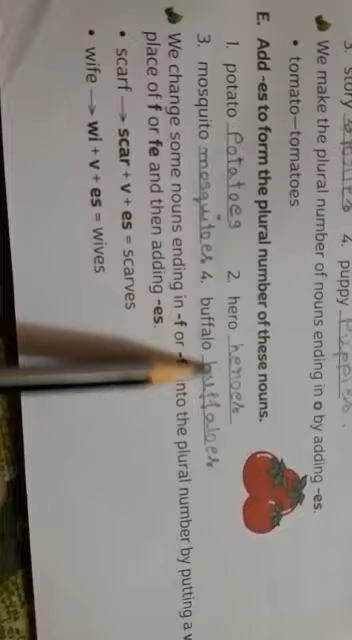 3. story stories 4. puppy puppies.
We make the plural number of nouns ending in o by adding -es.
• tomato—tomatoes
E. Add -es to form the plural number of these nouns.
1. potato potatoes 2. hero heroes
3. mosquito mosquitoes 4. buffalo buffaloes
We change some nouns ending in -f or into the plural number by putting a v
place of f or fe and then adding -es.
• scarf → scar + v + es = scarves
• wife → wi + v + es = wives